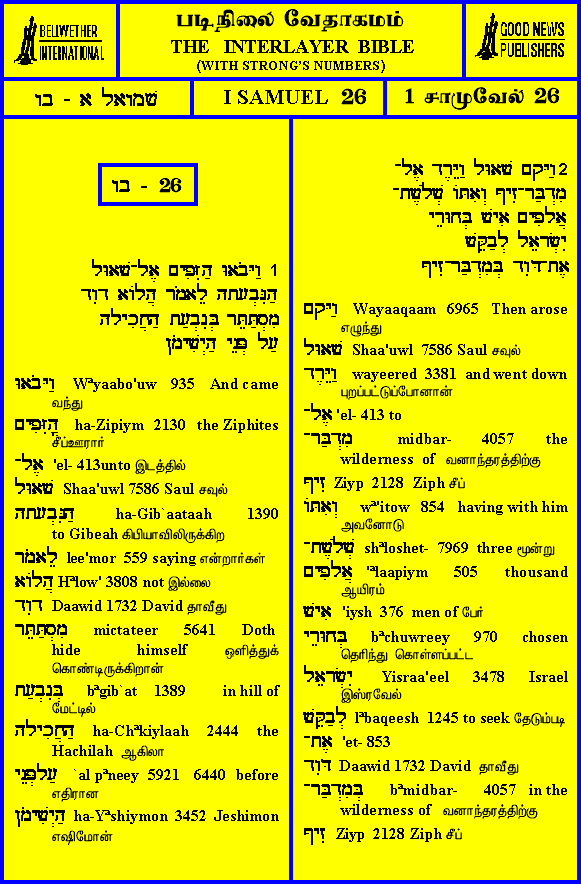 BELLWETHER
INTERNATIONAL
படிநிலை வேதாகமம்
THE INTERLAYER BIBLE
(WITH STRONG'S NUMBERS)
GOOD NEWS
PUBLISHERS
שמואל א - כו
I SAMUEL 26
1 சாமுவேல் 26
כו - 26
1 וַיָּבֹאוּ הַזִּפִים אֶל־שָׁאוּל
הַגִּבְעָתָה לֵאמֹר הֲלוֹא דָוִד
מִסְתַּתֵּר בְּגִבְעַת הַחֲכִילָה
עַל פְּנֵי הַיְשִׁימֹן
וַיָּבֹאוּ Wªyaabo'uw 935 And came
வந்து
הַזִּפִים ha-Zipiym 2130 the Ziphites
சீப்ஊரார்
אֶל־ 'el- 413unto இடத்தில்
שָׁאוּל Shaa'uwl 7586 Saul சவுல்
הַגִּבְעָתָה ha-Gib`aataah 1390
to Gibeah கிபியாவிலிருக்கிற
לֵאמֹר lee'mor 559 saying என்றார்கள்
הֲלוֹא Hªlow' 3808 not இல்லை
דָוִד Daawid 1732 David தாவீது
מִסְתַּתֵּר mictateer 5641 Doth
hide himself ஒளித்துக்
கொண்டிருக்கிறான்
בְּגִבְעַת bªgib`at 1389 in hill of
மேட்டில்
הַחֲכִילָה ha-Chªkiylaah 2444 the
Hachilah ஆகிலா
עַלפְּנֵי `al pªneey 5921 6440 before
எதிரான
הַיְשִׁימֹן ha-Yªshiymon 3452 Jeshimon
எஷிமோன்
2 וַיָּקָם שָׁאוּל וַיֵּרֶד אֶל־
מִדְבַּר־זִיף וְאִתּוֹ שְׁלֹשֶׁת־
אֲלָפִים אִישׁ בְּחוּרֵי
יִשְׂרָאֵל לְבַקֵּשׁ
אֶת־דָּוִד בְּמִדְבַּר־זִיף
וַיָּקָם Wayaaqaam 6965 Then arose
எழுந்து
שָׁאוּל Shaa'uwl 7586 Saul சவுல்
וַיֵּרֶד wayeered 3381 and went down
புறப்பட்டுப்போனான்
אֶל־ 'el- 413 to
מִדְבַּר־ midbar- 4057 the
wilderness of வனாந்தரத்திற்கு
זִיף Ziyp 2128 Ziph சீப்
וְאִתּוֹ wª'itow 854 having with him
அவனோடு
שְׁלֹשֶׁת־ shªloshet- 7969 three மூன்று
אֲלָפִים 'ªlaapiym 505 thousand
ஆயிரம்
אִישׁ 'iysh 376 men of பேர்
בְּחוּרֵי bªchuwreey 970 chosen
தெரிந்து கொள்ளப்பட்ட
יִשְׂרָאֵל Yisraa'eel 3478 Israel
இஸ்ரவேல்
לְבַקֵּשׁ lªbaqeesh 1245 to seek தேடும்படி
אֶת־ 'et- 853
דָּוִד Daawid 1732 David தாவீது
בְּמִדְבַּר־ bªmidbar- 4057 in the
wilderness of வனாந்தரத்திற்கு
זִיף Ziyp 2128 Ziph சீப்